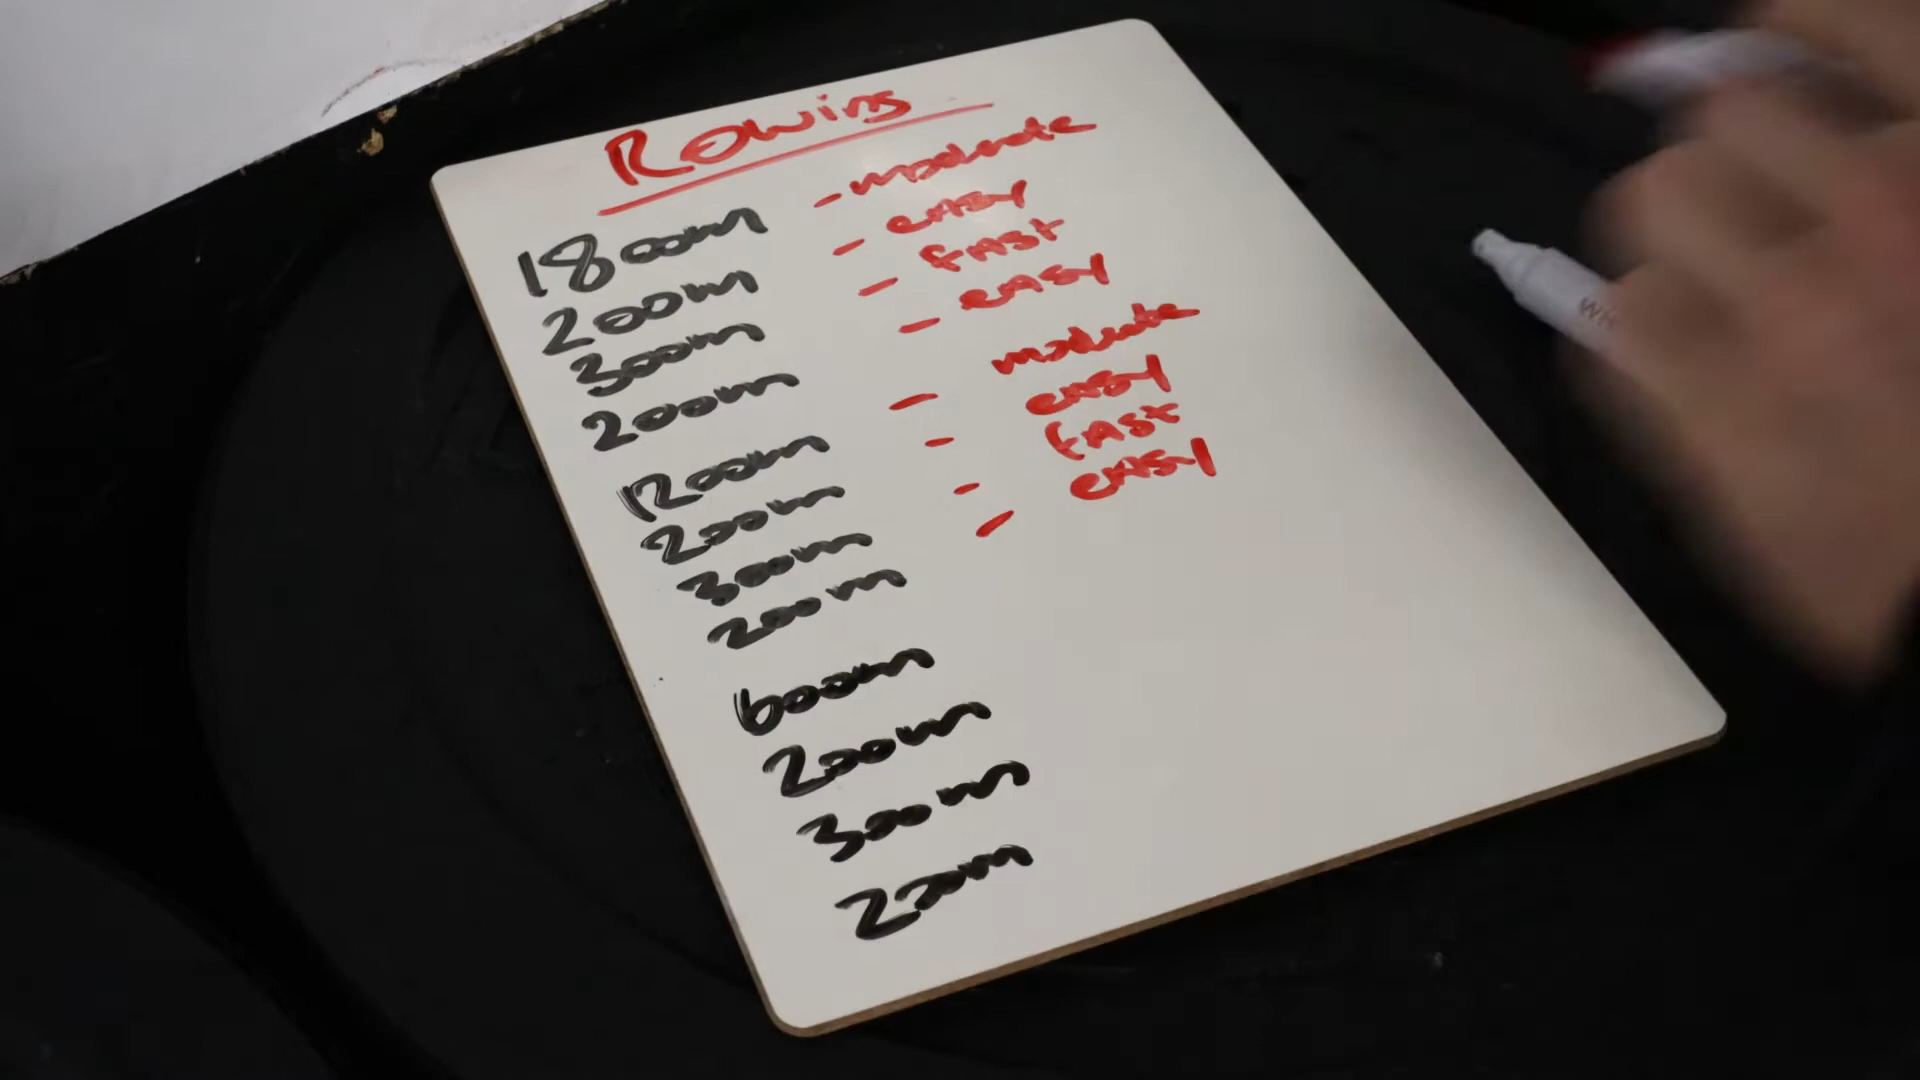 Rowing
1800m - moderate
200m - easy
300m - fast
200m - easy
1200m - moderate
200m - easy
300m - fast
200m - easy
600m
200m
300m
200m